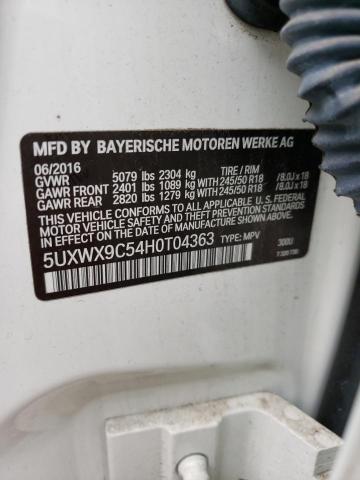 MFD BY BAYERISCHE MOTOREN WERKE AG
06/2016 TIRE / RIM
GVWR 5079 lbs 2304 kg
GAWR FRONT 2401 lbs 1089 kg WITH 245/50 R18 / 8.0J x 18
GAWR REAR 2820 lbs 1279 kg WITH 245/50 R18 / 8.0J x 18
THIS VEHICLE CONFORMS TO ALL APPLICABLE U. S. FEDERAL
MOTOR VEHICLE SAFETY, BUMPER, AND THEFT PREVENTION
STANDARDS IN EFFECT ON THE DATE OF MANUFACTURE SHOWN ABOVE.
5UXWX9C54H0T04363 TYPE: MPV 300U